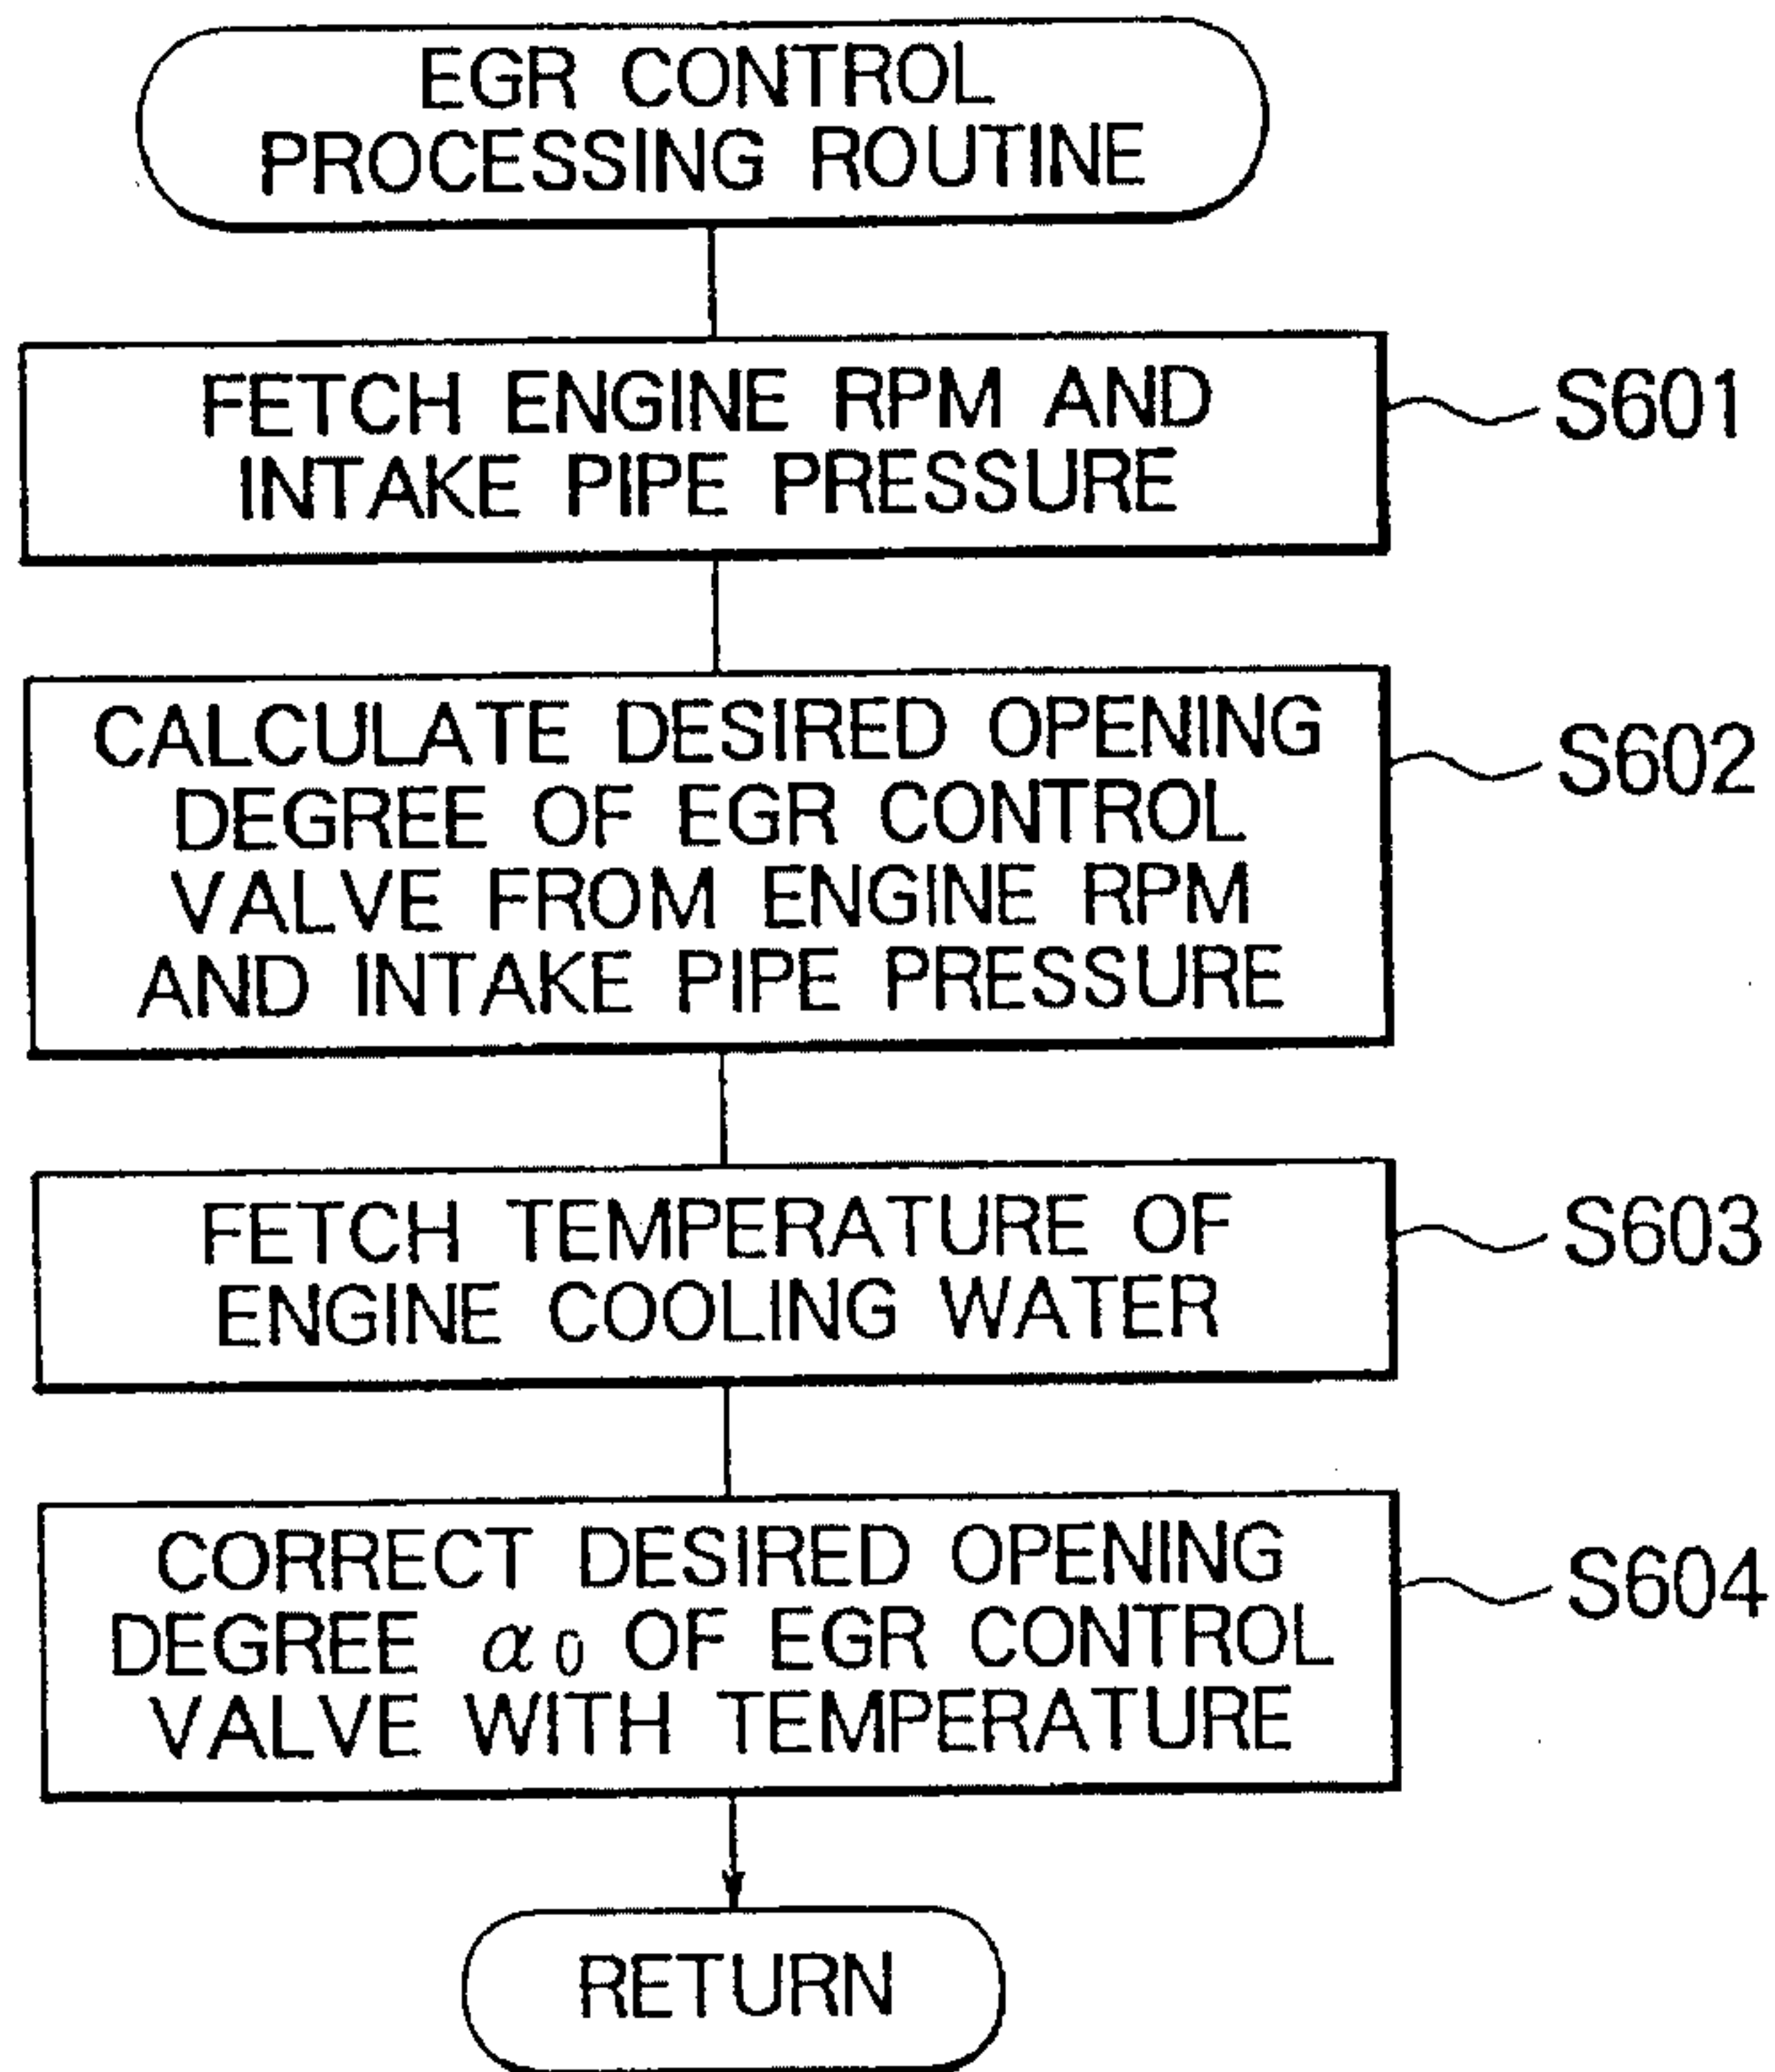 EGR CONTROL
PROCESSING ROUTINE
FETCH ENGINE RPM AND
INTAKE PIPE PRESSURE
S601
CALCULATE DESIRED OPENING
DEGREE OF EGR CONTROL
VALVE FROM ENGINE RPM
AND INTAKE PIPE PRESSURE
S602
FETCH TEMPERATURE OF
ENGINE COOLING WATER
S603
CORRECT DESIRED OPENING
DEGREE α0 OF EGR CONTROL
VALVE WITH TEMPERATURE
S604
RETURN